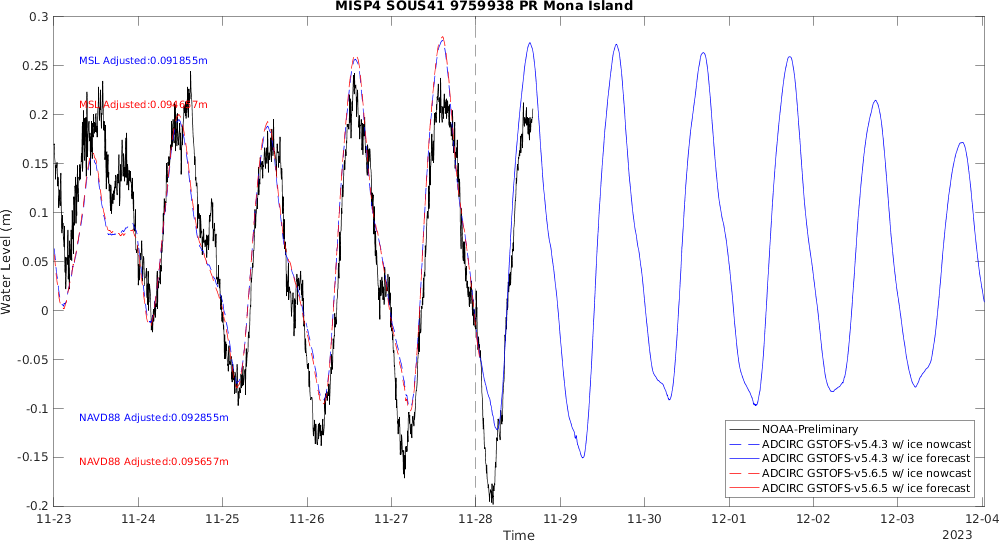 MISP4 SOUS41 9759938 PR Mona Island
0.3
0.25
0.2
0.15
0.1
0.05
0
-0.05
-0.1
-0.15
-0.2
Water Level (m)
MSL Adjusted:0.091855m
MSL
NAVD88 Adjusted:0.092855m
NAVD88 Adjusted:0.095657m
NOAA-Preliminary
ADCIRC GSTOFS-v5.4.3 w/ ice nowcast
ADCIRC GSTOFS-v5.4.3 w/ ice forecast
ADCIRC GSTOFS-v5.6.5 w/ ice nowcast
ADCIRC GSTOFS-v5.6.5 w/ ice forecast
11-23 11-24 11-25 11-26 11-27 11-28 11-29 11-30 12-01 12-02 12-03 12-04
Time
2023